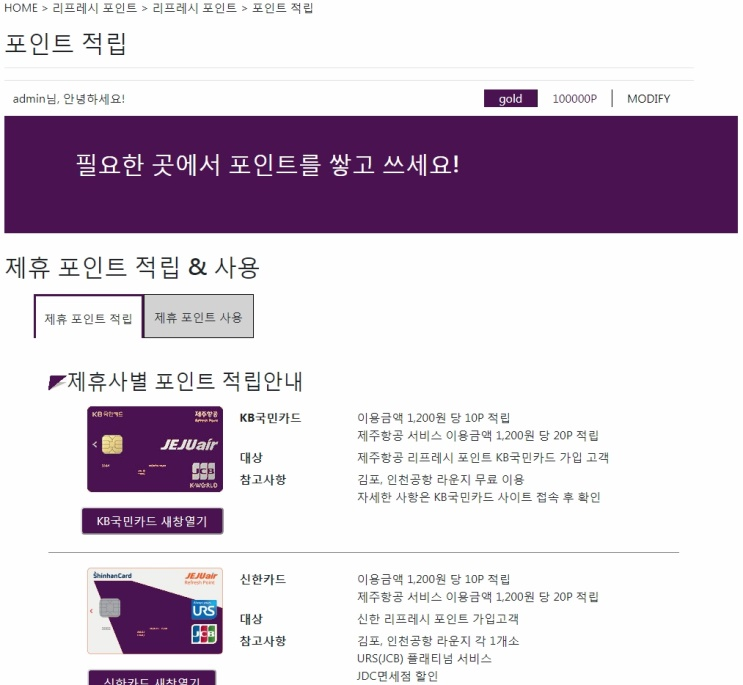 HOME > 리프레시 포인트 > 리프레시 포인트 > 포인트 적립
포인트 적립
admin님, 안녕하세요! gold 100000P MODIFY
필요한 곳에서 포인트를 쌓고 쓰세요!
제휴 포인트 적립 & 사용
제휴 포인트 적립 제휴 포인트 사용
제휴사별 포인트 적립안내
KB국민카드 제주항공
Refresh Point
JEJUair
JCB
K-WORLD
KB국민카드 새창열기
KB국민카드 이용금액 1,200원 당 10P 적립
제주항공 서비스 이용금액 1,200원 당 20P 적립
대상 제주항공 리프레시 포인트 KB국민카드 가입 고객
참고사항 김포, 인천공항 라운지 무료 이용
자세한 사항은 KB국민카드 사이트 접속 후 확인
ShinhanCard JEJUair
Refresh Point
URS
JCB
신한카드 새창열기
신한카드 이용금액 1,200원 당 10P 적립
제주항공 서비스 이용금액 1,200원 당 20P 적립
대상 신한 리프레시 포인트 가입고객
참고사항 김포, 인천공항 라운지 각 1개소
URS(JCB) 플래티넘 서비스
JDC면세점 할인